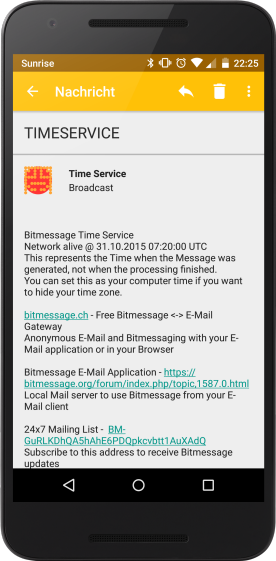 Sunrise
22:25
Nachricht
TIMESERVICE
Time Service
Broadcast
Bitmessage Time Service
Network alive @ 31.10.2015 07:20:00 UTC
This represents the Time when the Message was
generated, not when the processing finished.
You can set this as your computer time if you want
to hide your time zone.
bitmessage.ch - Free Bitmessage <-> E-Mail
Gateway
Anonymous E-Mail and Bitmessaging with your E-
Mail application or in your Browser
Bitmessage E-Mail Application - https://
bitmessage.org/forum/index.php/topic,1587.0.html
Local Mail server to use Bitmessage from your E-
Mail client
24x7 Mailing List - BM-
GuRLKDhQA5hAhE6PDQpkcvbtt1AuXAdQ
Subscribe to this address to receive Bitmessage
updates